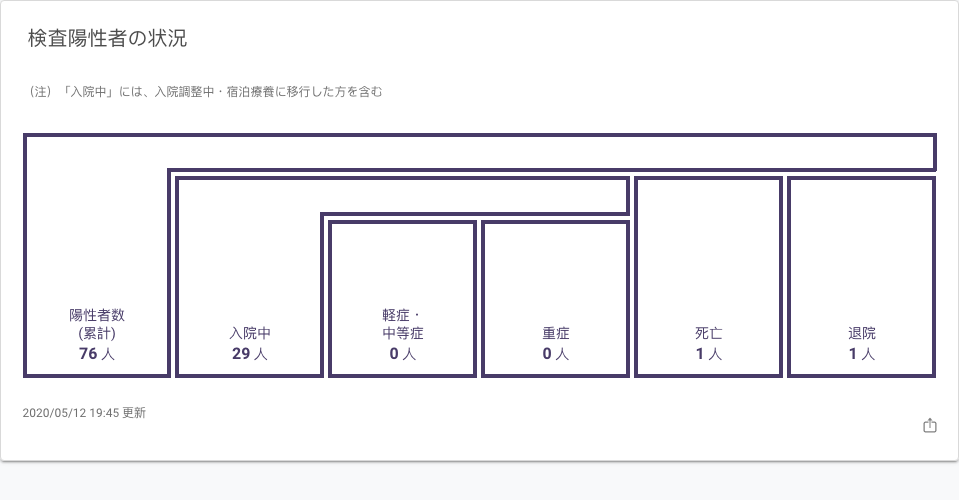 検査陽性者の状況
（注）「入院中」には、入院調整中・宿泊療養に移行した方を含む
陽性者数
(累計)
76 人
入院中
29 人
軽症・
中等症
0 人
重症
0 人
死亡
1 人
退院
1 人
2020/05/12 19:45 更新